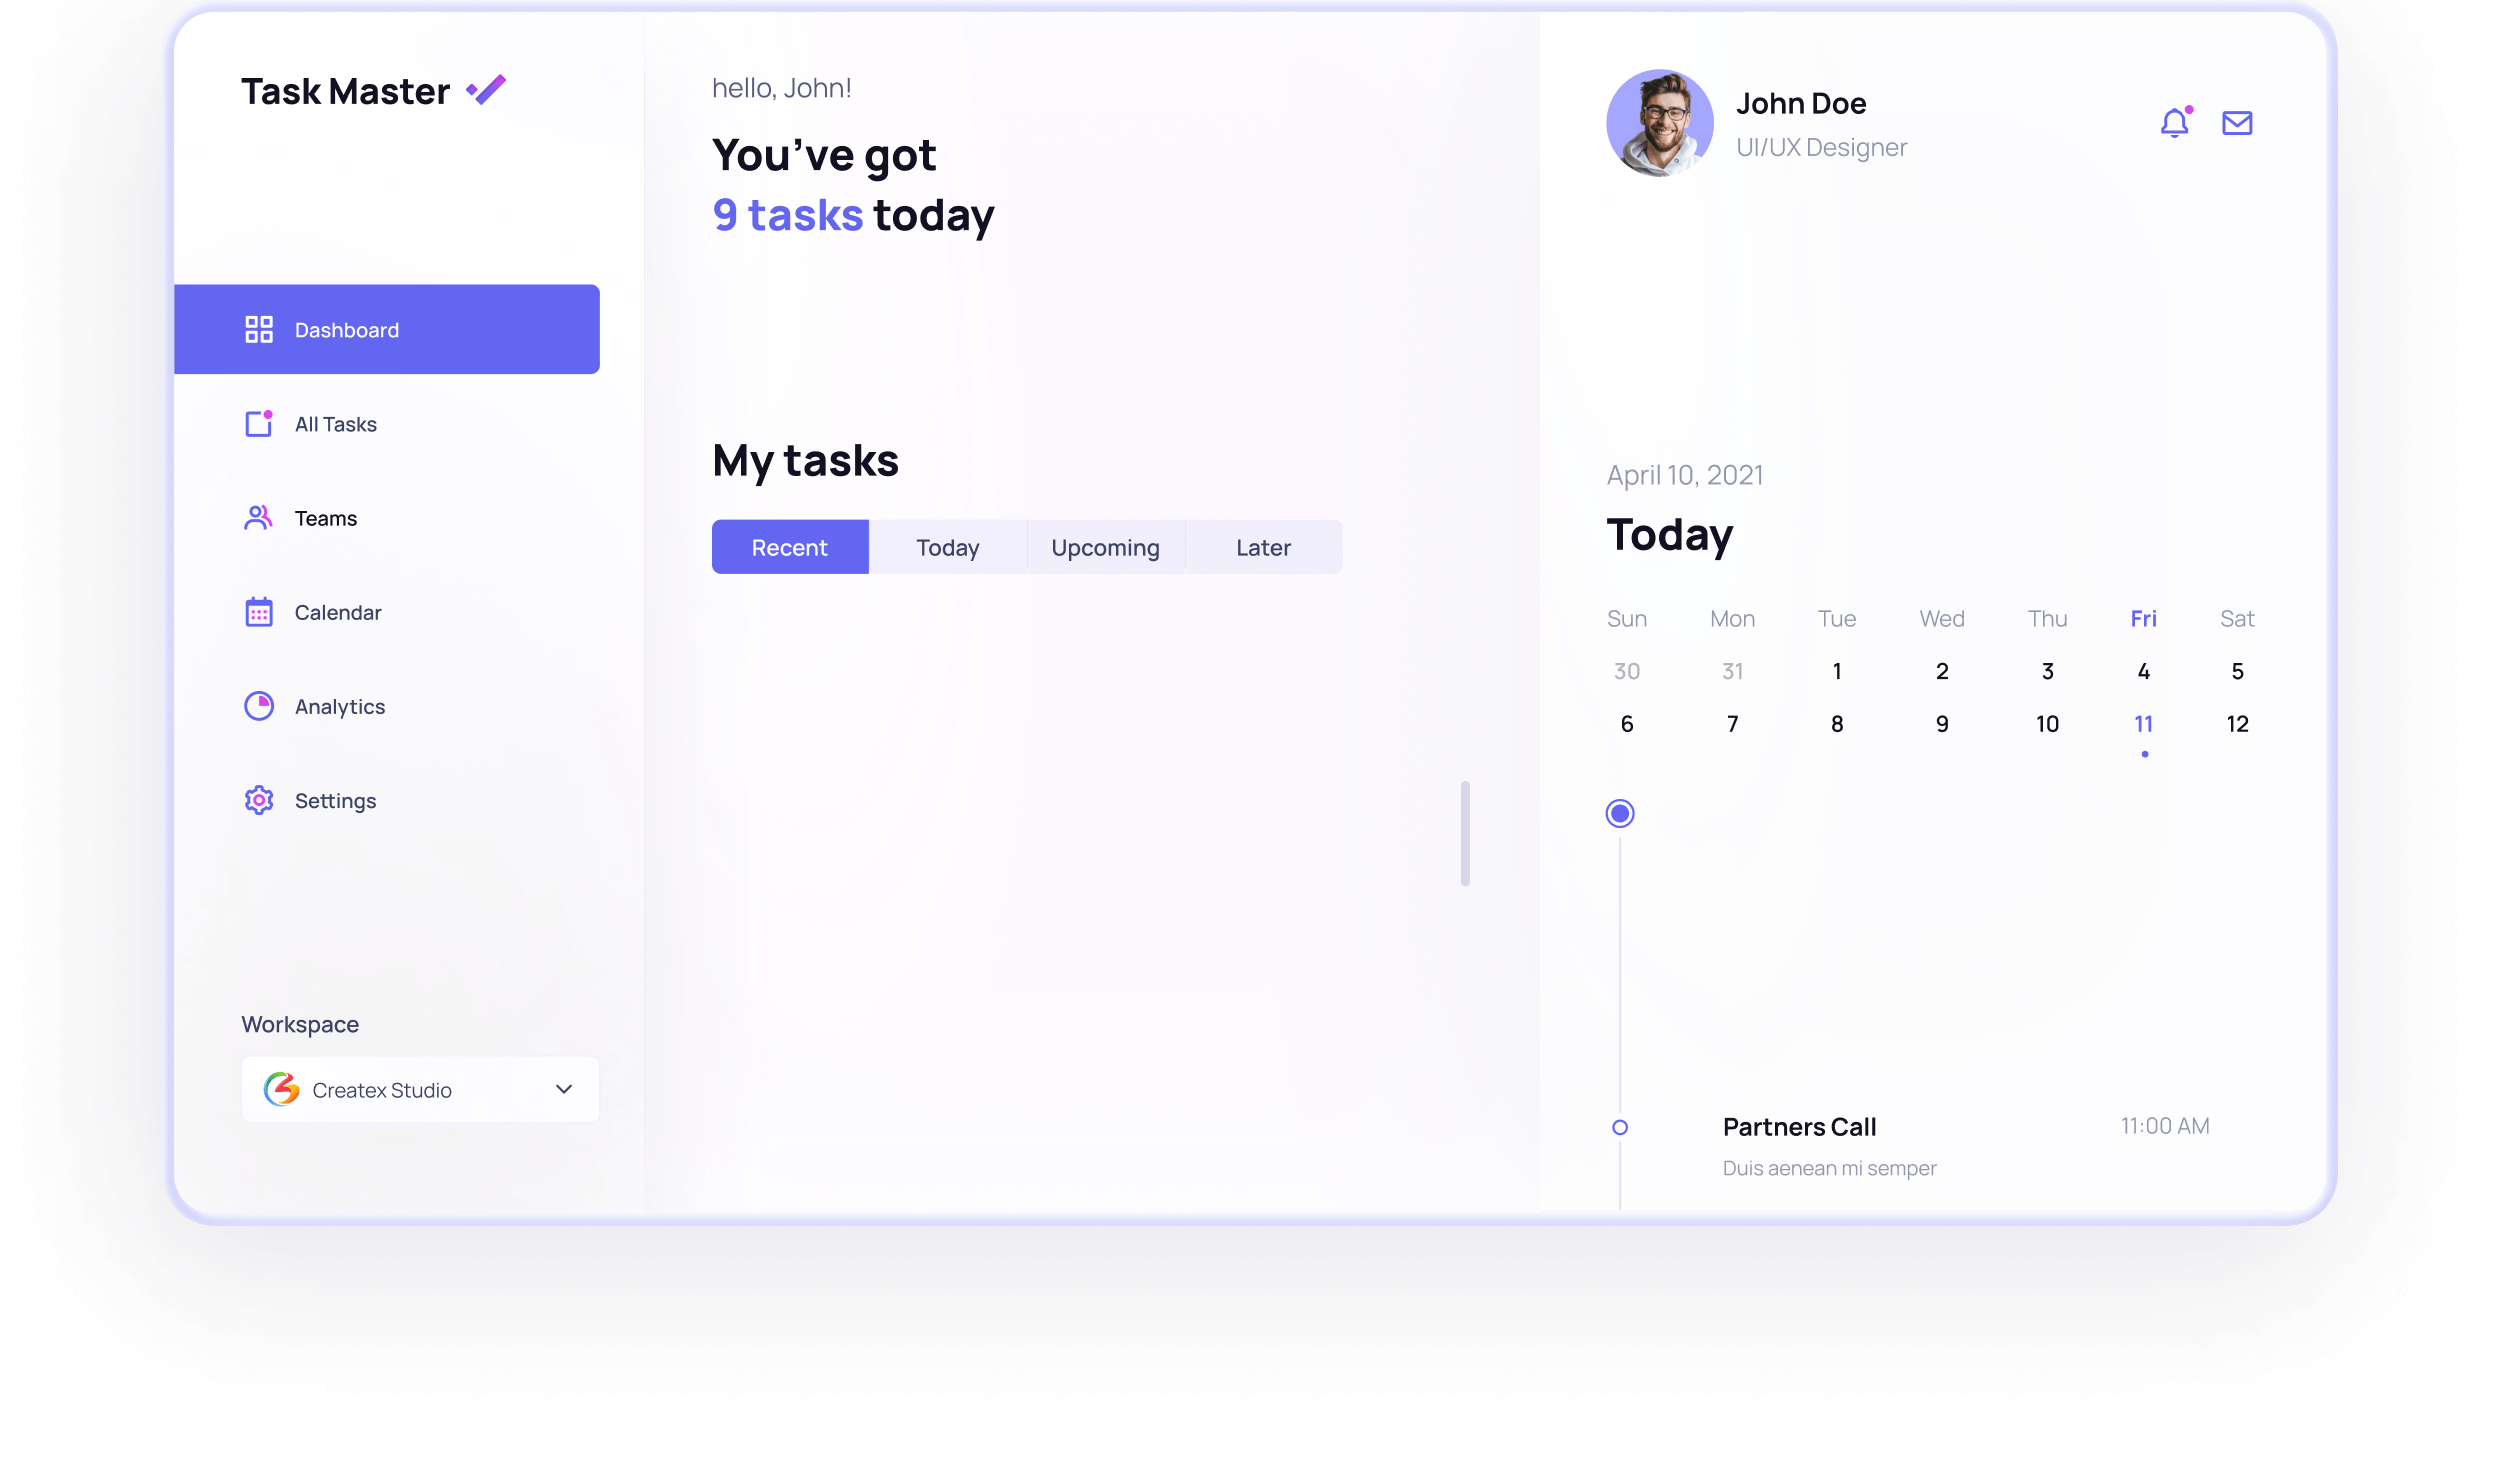 Task Master
Dashboard
All Tasks
Teams
Calendar
Analytics
Settings
Workspace
Createx Studio
hello, John!
You've got
9 tasks today
My tasks
Recent Today Upcoming Later
John Doe
UI/UX Designer
April 10, 2021
Today
Sun Mon Tue Wed Thu Fri Sat
30 31 1 2 3 4 5
6 7 8 9 10 11 12
Partners Call 11:00 AM
Duis aenean mi semper